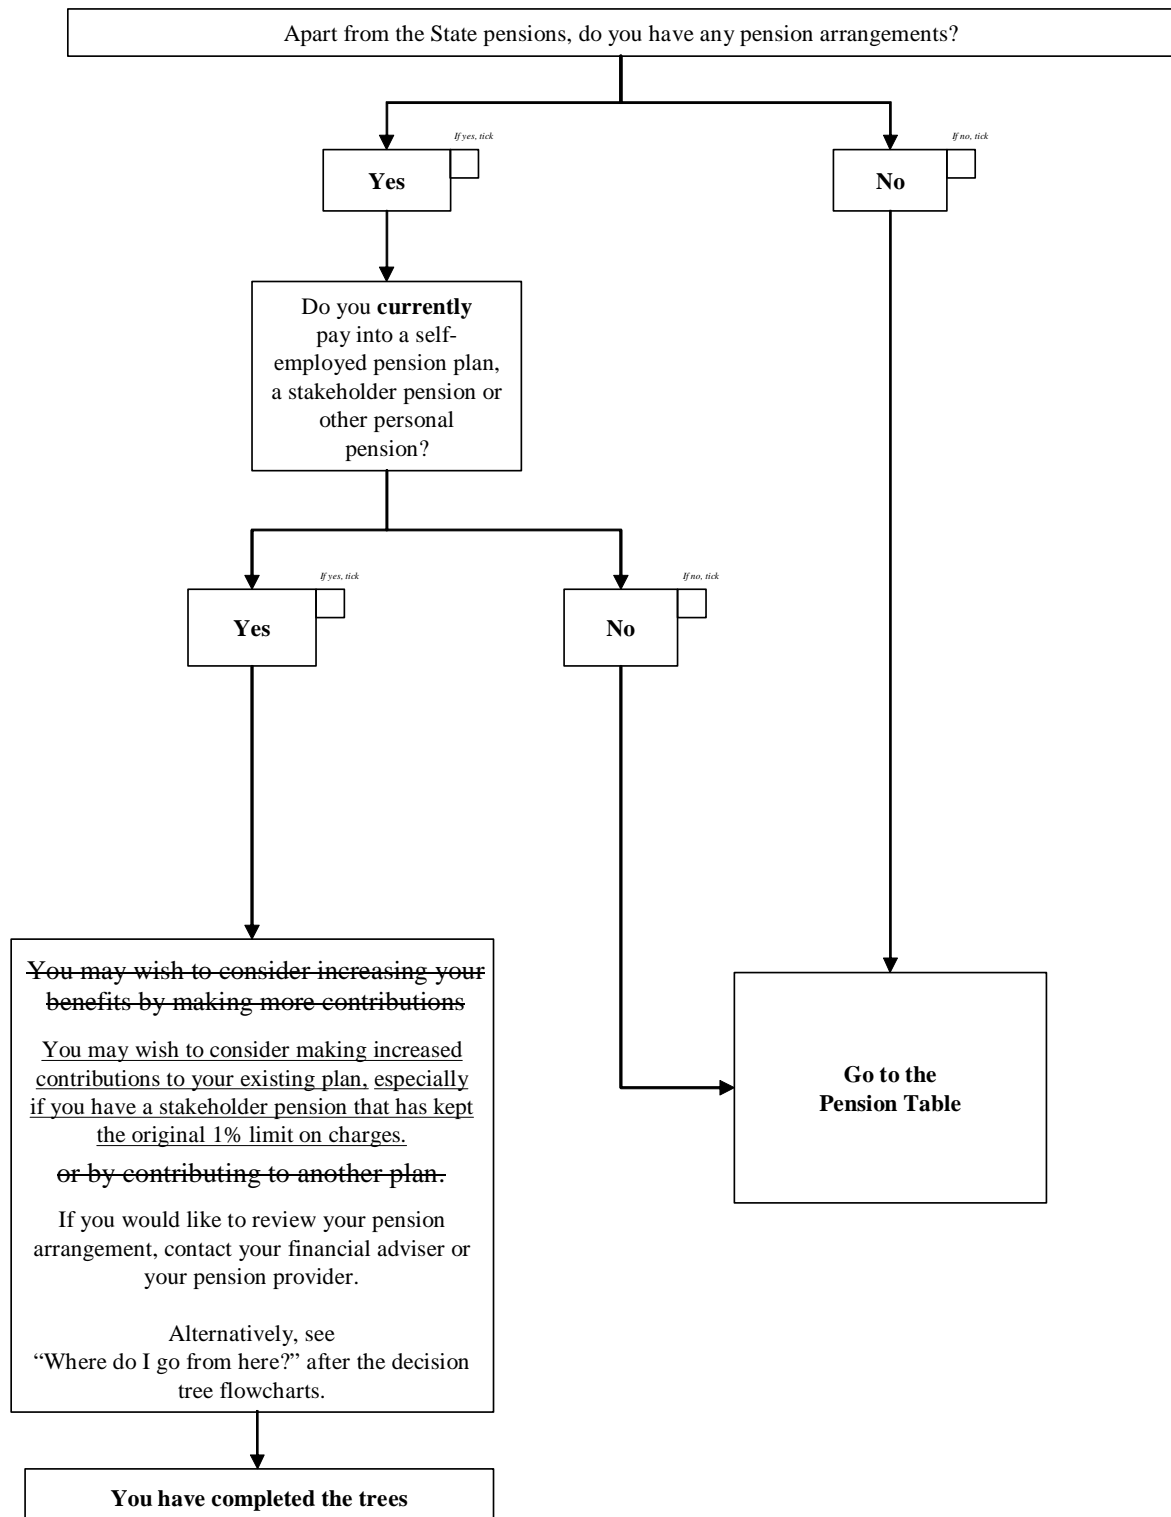 Apart from the State pensions, do you have any pension arrangements?
If yes, tick
If no, tick
Yes
No
Do you currently
pay into a self-
employed pension plan,
a stakeholder pension or
other personal
pension?
If yes, tick
If no, tick
Yes
No
You may wish to consider increasing your
benefits by making more contributions
You may wish to consider making increased
contributions to your existing plan, especially
if you have a stakeholder pension that has kept
the original 1% limit on charges.
or by contributing to another plan.
If you would like to review your pension
arrangement, contact your financial adviser or
your pension provider.
Alternatively, see
“Where do I go from here?” after the decision
tree flowcharts.
Go to the
Pension Table
You have completed the trees